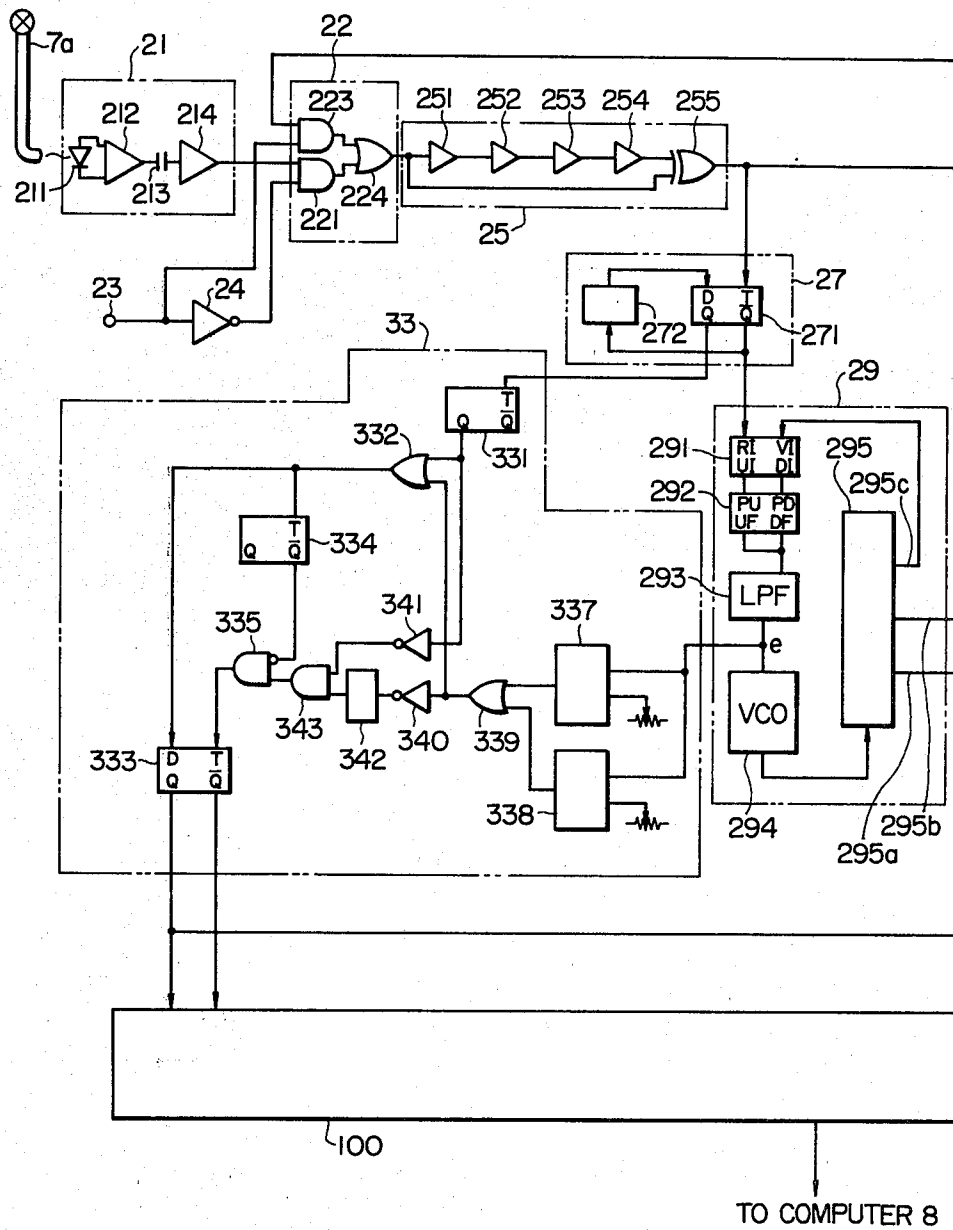 7a
21
22
212
214
223
251
252
253
254
255
211
213
221
224
25
23
24
27
D T
Q Q
272
271
33
29
T
Q Q
331
332
291
RI VI
UI DI
295
295c
292
PU PD
UF DF
T
Q Q
334
293
LPF
341
337
335
e
VCO
343
342
340
339
333
D T
Q Q
338
294
295b
295a
100
TO COMPUTER 8